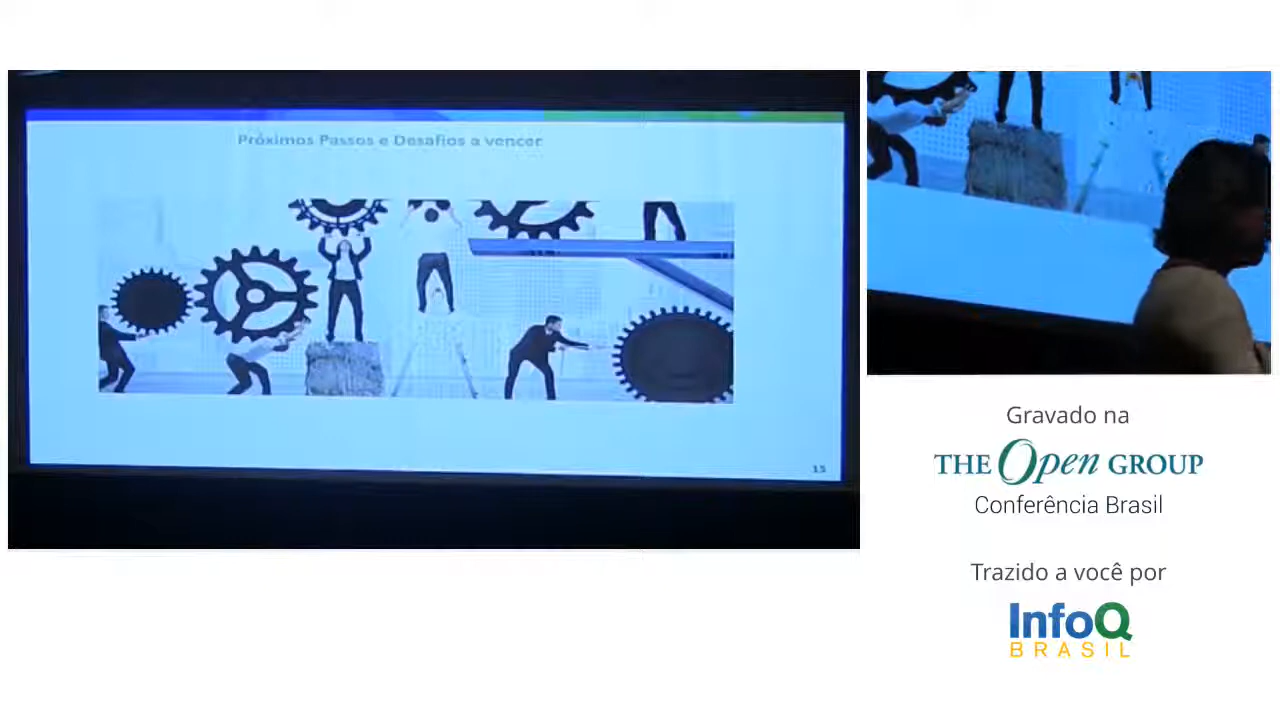 Próximos Passos e Desafios a vencer
15
Gravado na
THE Open GROUP
Conferência Brasil
Trazido a você por
InfoQ
BRASIL